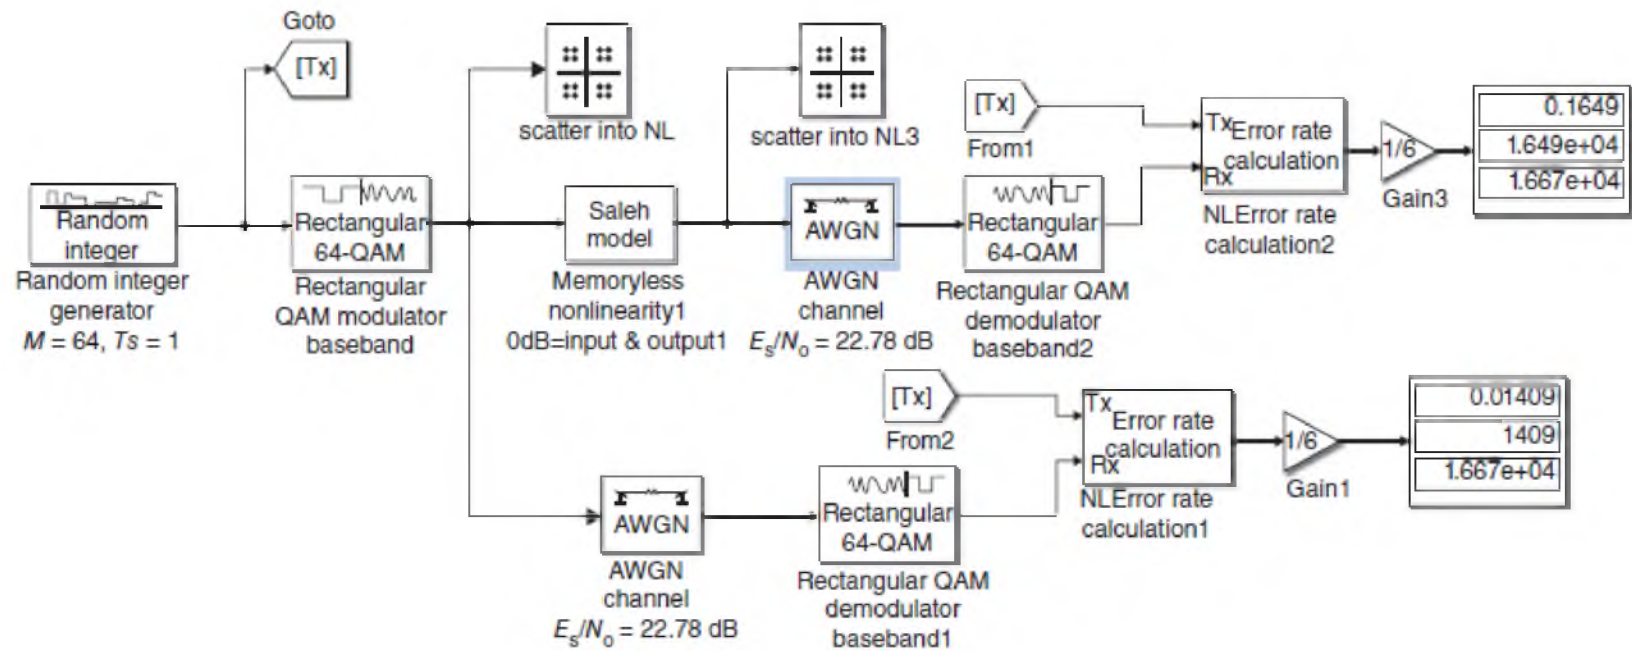 Goto
[Tx]
scatter into NL
scatter into NL3
[Tx]
From1
Tx
Rx
Error rate
calculation
NLError rate
calculation2
1/6
Gain3
0.1649
1.649e+04
1.667e+04
Random
integer
Random integer
generator
M = 64, Ts = 1
Rectangular
64-QAM
Rectangular
QAM modulator
baseband
Saleh
model
Memoryless
nonlinearity1
0dB=input & output1
AWGN
AWGN
channel
Es/No = 22.78 dB
Rectangular
64-QAM
Rectangular QAM
demodulator
baseband2
[Tx]
From2
Tx
Rx
Error rate
calculation
NLError rate
calculation1
1/6
Gain1
0.01409
1409
1.667e+04
AWGN
AWGN
channel
Es/No = 22.78 dB
Rectangular
64-QAM
Rectangular QAM
demodulator
baseband1